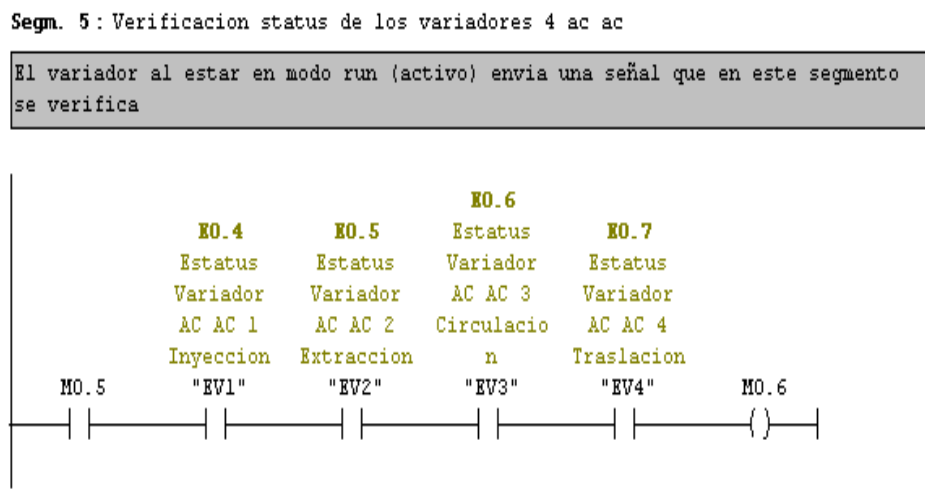 Segm. 5 : Verificacion status de los variadores 4 ac ac
El variador al estar en modo run (activo) envia una señal que en este segmento
se verifica
E0.6
E0.4 E0.5 Estatus E0.7
Estatus Estatus Variador Estatus
Variador Variador AC AC 3 Variador
AC AC 1 AC AC 2 Circulacio AC AC 4
Inyeccion Extraccion n Traslacion
M0.5 "EV1" "EV2" "EV3" "EV4" M0.6